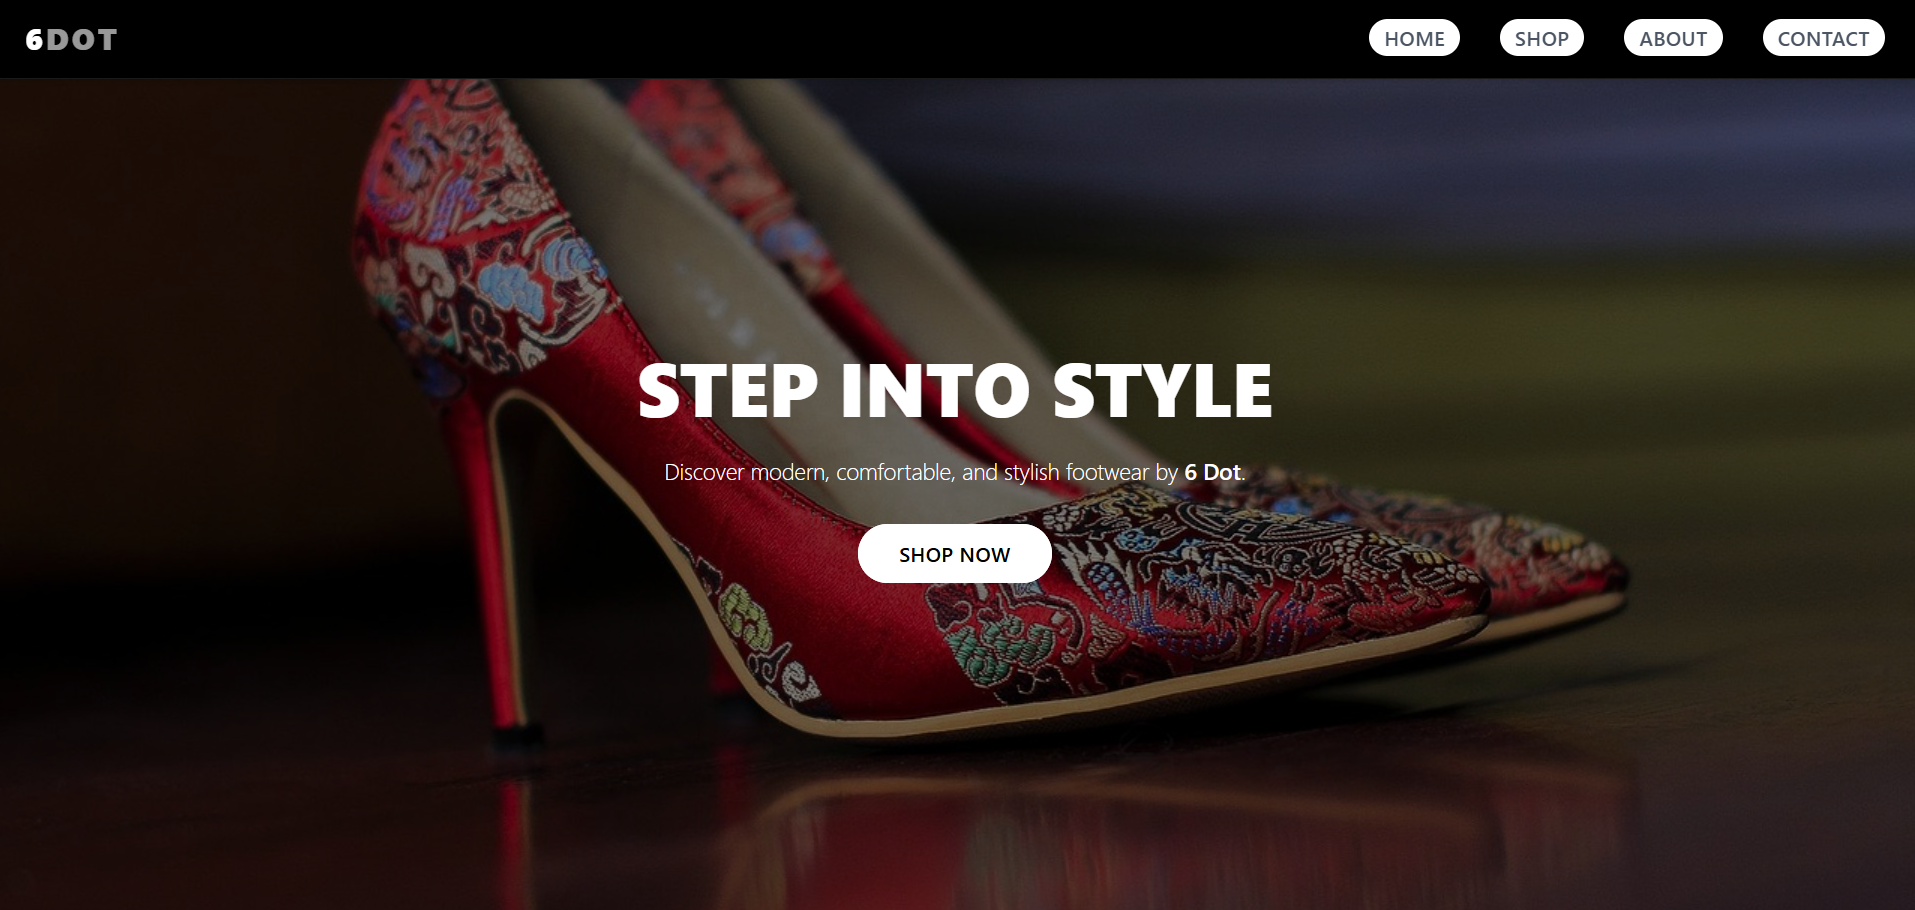 6DOT
HOME SHOP ABOUT CONTACT
STEP INTO STYLE
Discover modern, comfortable, and stylish footwear by 6 Dot.
SHOP NOW